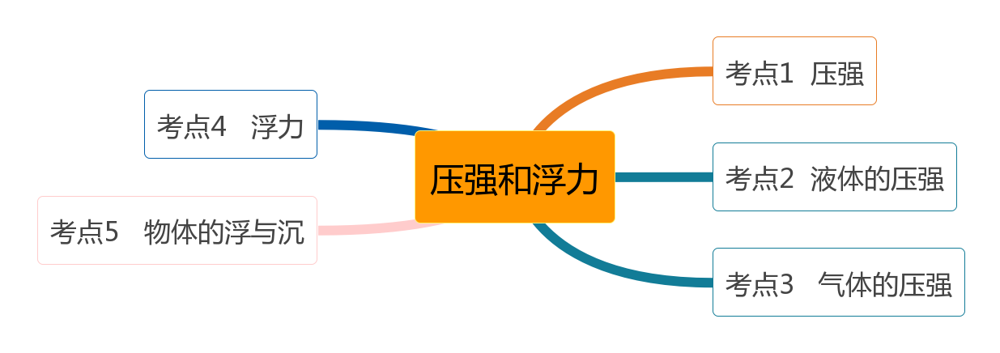 压强和浮力
考点1 压强
考点2 液体的压强
考点3 气体的压强
考点4 浮力
考点5 物体的浮与沉